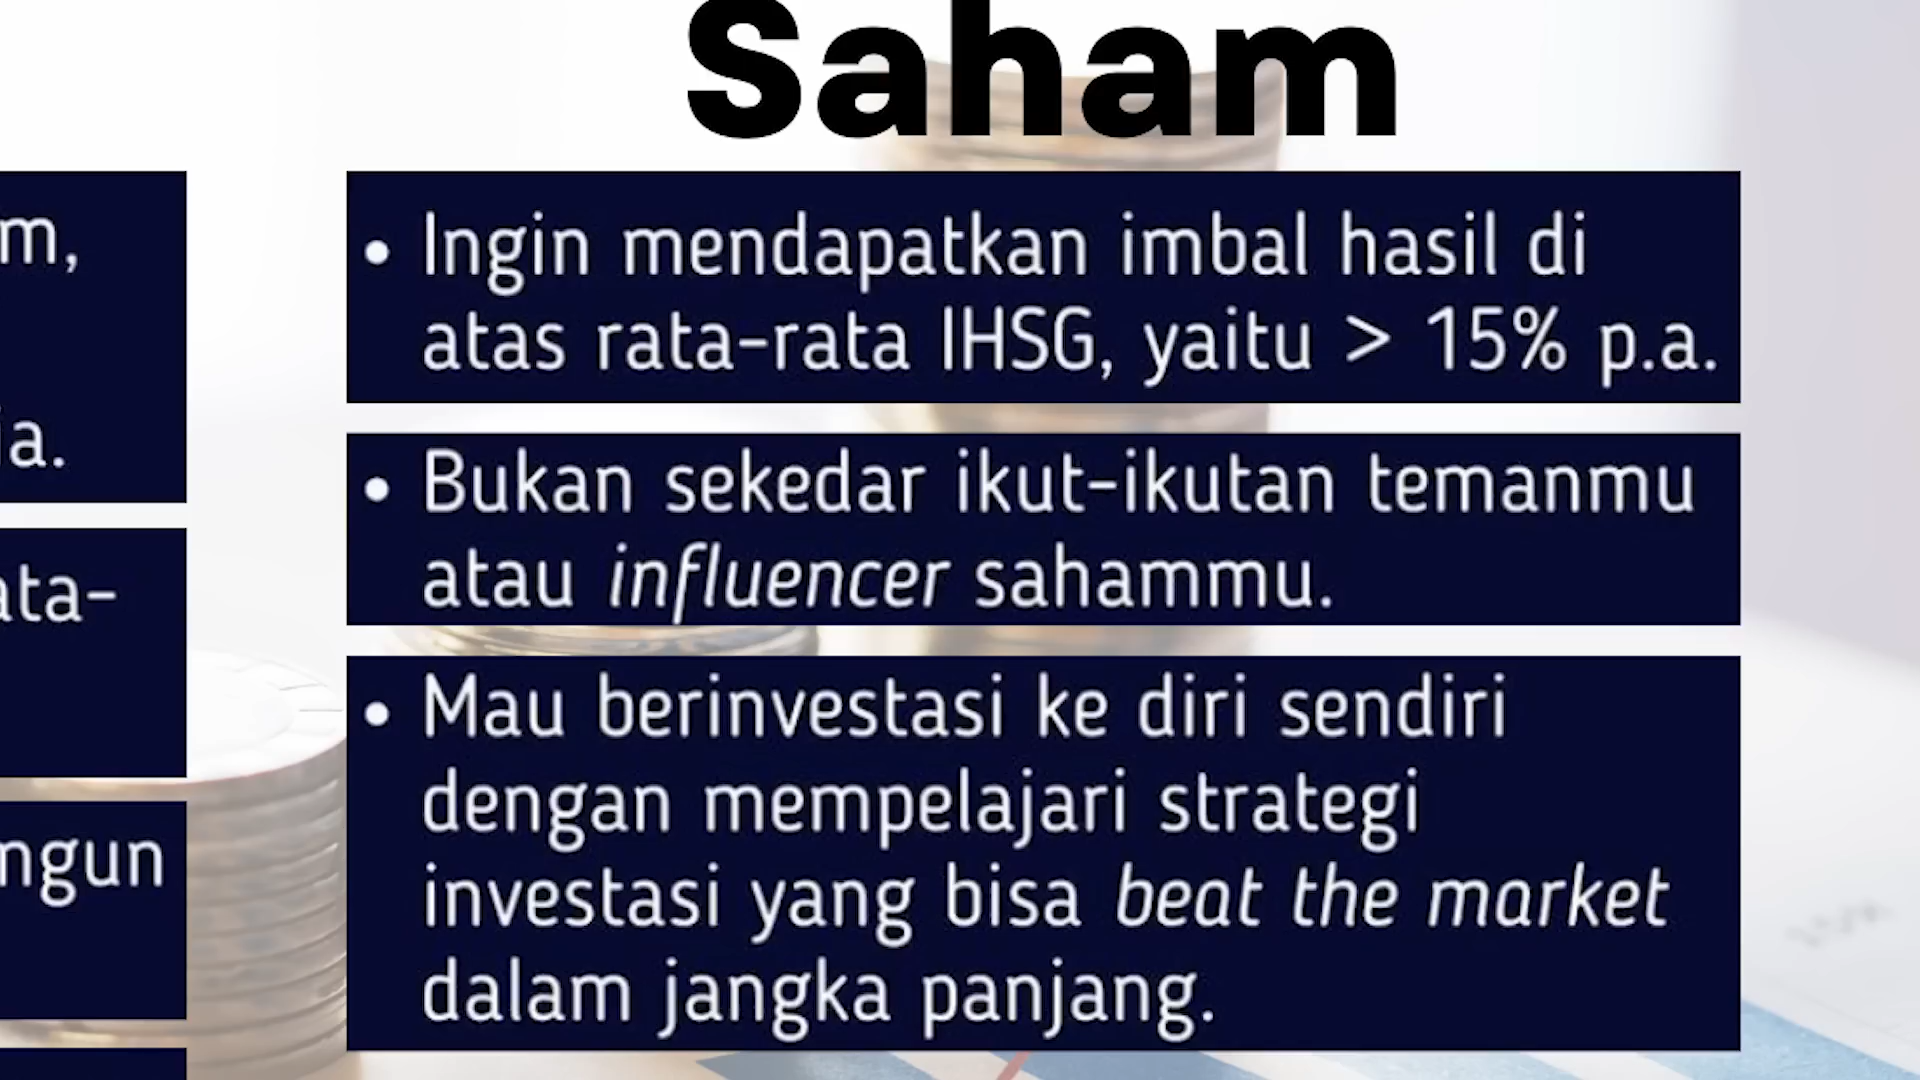 Saham
• Ingin mendapatkan imbal hasil di
atas rata-rata IHSG, yaitu > 15% p.a.
• Bukan sekedar ikut-ikutan temanmu
atau influencer sahammu.
• Mau berinvestasi ke diri sendiri
dengan mempelajari strategi
investasi yang bisa beat the market
dalam jangka panjang.